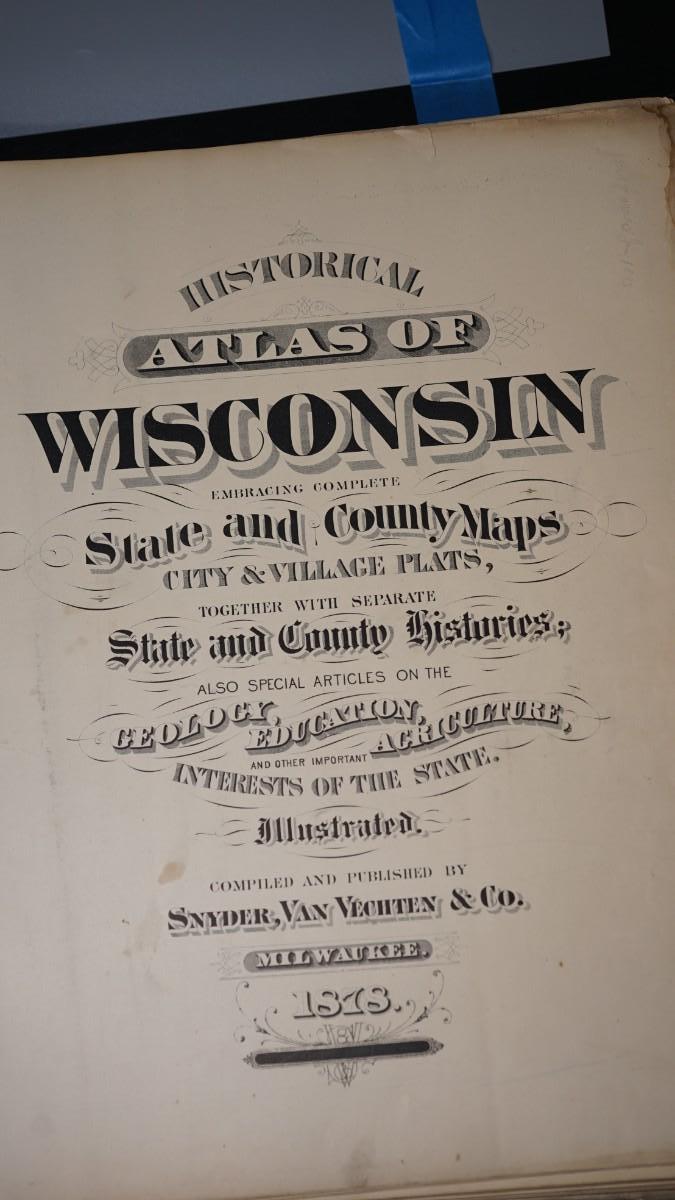 HISTORICAL
ATLAS OF
WISCONSIN
EMBRACING COMPLETE
State and County Maps
CITY & VILLAGE PLATS,
TOGETHER WITH SEPARATE
State and County Histories;
ALSO SPECIAL ARTICLES ON THE
GEOLOGY, EDUCATION, AGRICULTURE,
AND OTHER IMPORTANT
INTERESTS OF THE STATE.
Illustrated.
COMPILED AND PUBLISHED BY
SNYDER, VAN VECHTEN & CO.
MILWAUKEE.
1878.